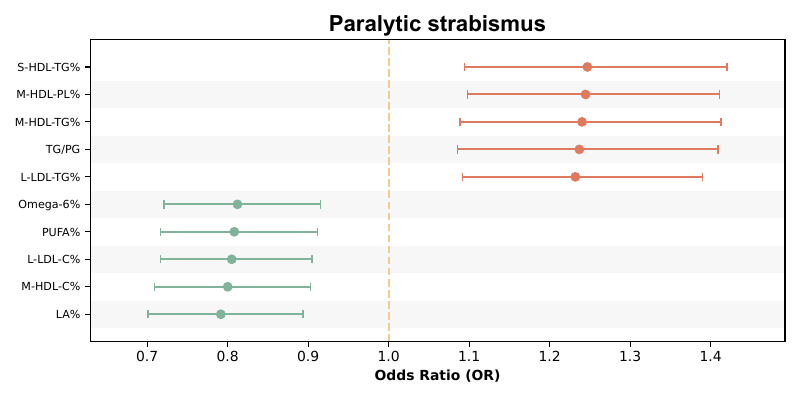 Paralytic strabismus
S-HDL-TG%
M-HDL-PL%
M-HDL-TG%
TG/PG
L-LDL-TG%
Omega-6%
PUFA%
L-LDL-C%
M-HDL-C%
LA%
0.7 0.8 0.9 1.0 1.1 1.2 1.3 1.4
Odds Ratio (OR)